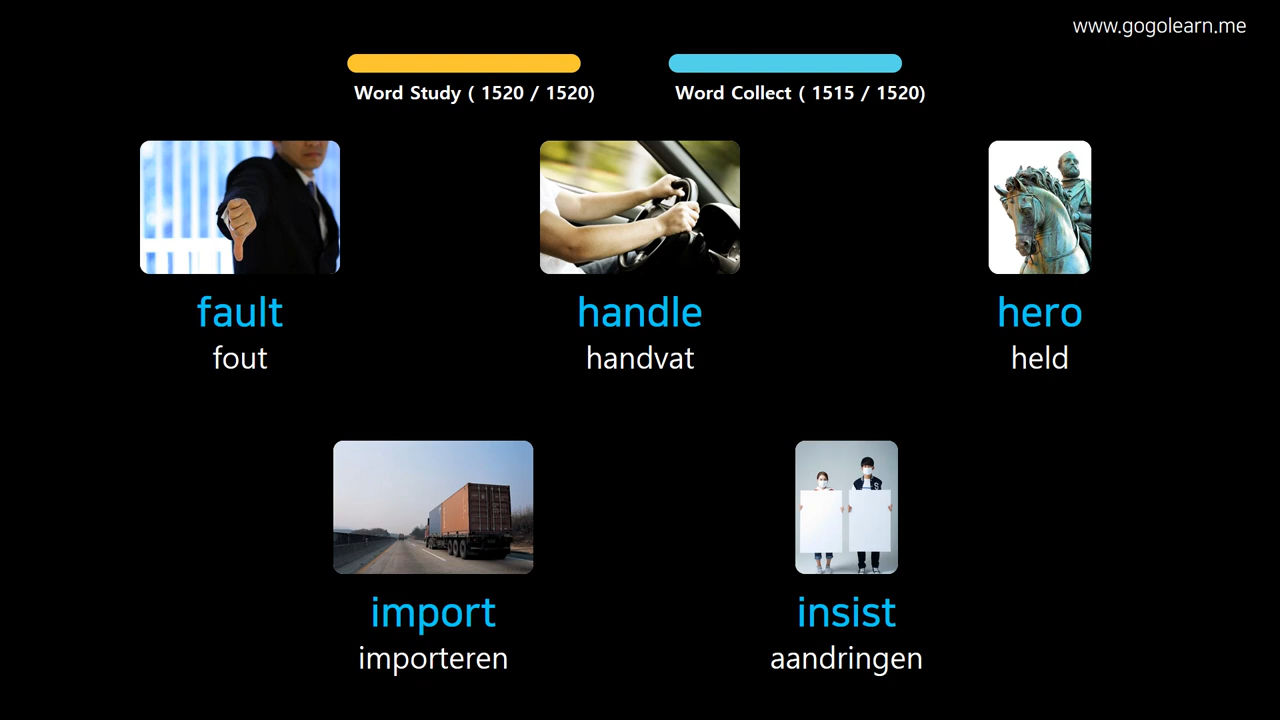 www.gogolearn.me
Word Study ( 1520 / 1520)
Word Collect ( 1515 / 1520)
fault
fout
handle
handvat
hero
held
import
importeren
insist
aandringen